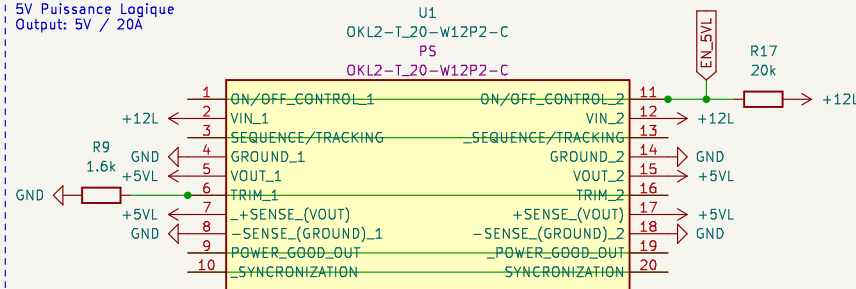 5V Puissance Logique
Output: 5V / 20A
U1
OKL2-T_20-W12P2-C
PS
OKL2-T_20-W12P2-C
EN_5VL
R17
20k
+12L
1 ON/OFF_CONTROL_1 ON/OFF_CONTROL_2 11
+12L 2 VIN_1 VIN_2 12 +12L
3 SEQUENCE/TRACKING _SEQUENCE/TRACKING 13
R9
1.6k
GND 4 GROUND_1 GROUND_2 14 GND
+5VL 5 VOUT_1 VOUT_2 15 +5VL
GND 6 TRIM_1 TRIM_2 16
+5VL 7 _+SENSE_(VOUT) +SENSE_(VOUT) 17 +5VL
GND 8 -SENSE_(GROUND)_1 -SENSE_(GROUND)_2 18 GND
9 POWER_GOOD_OUT _POWER_GOOD_OUT 19
10 _SYNCRONIZATION SYNCRONIZATION 20